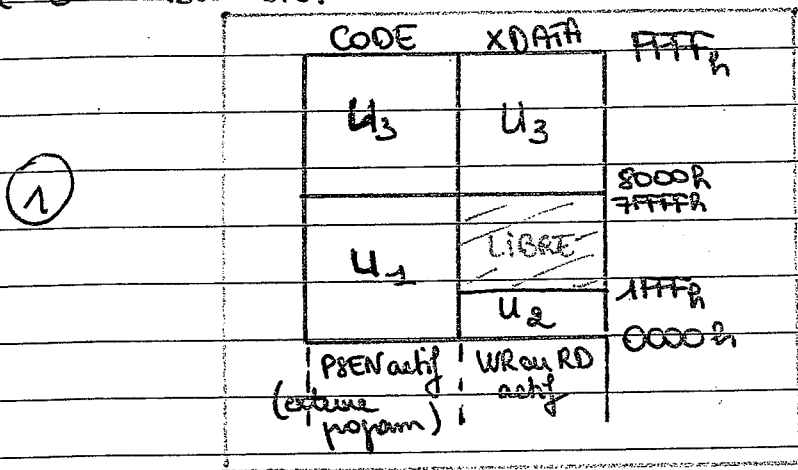 CODE XDATA FFFFh
U3 U3
1
8000h
7FFFh
LIBRE
U1
1FFFh
U2
0000h
PSEN actif WR ou RD
actif
(externe
program)